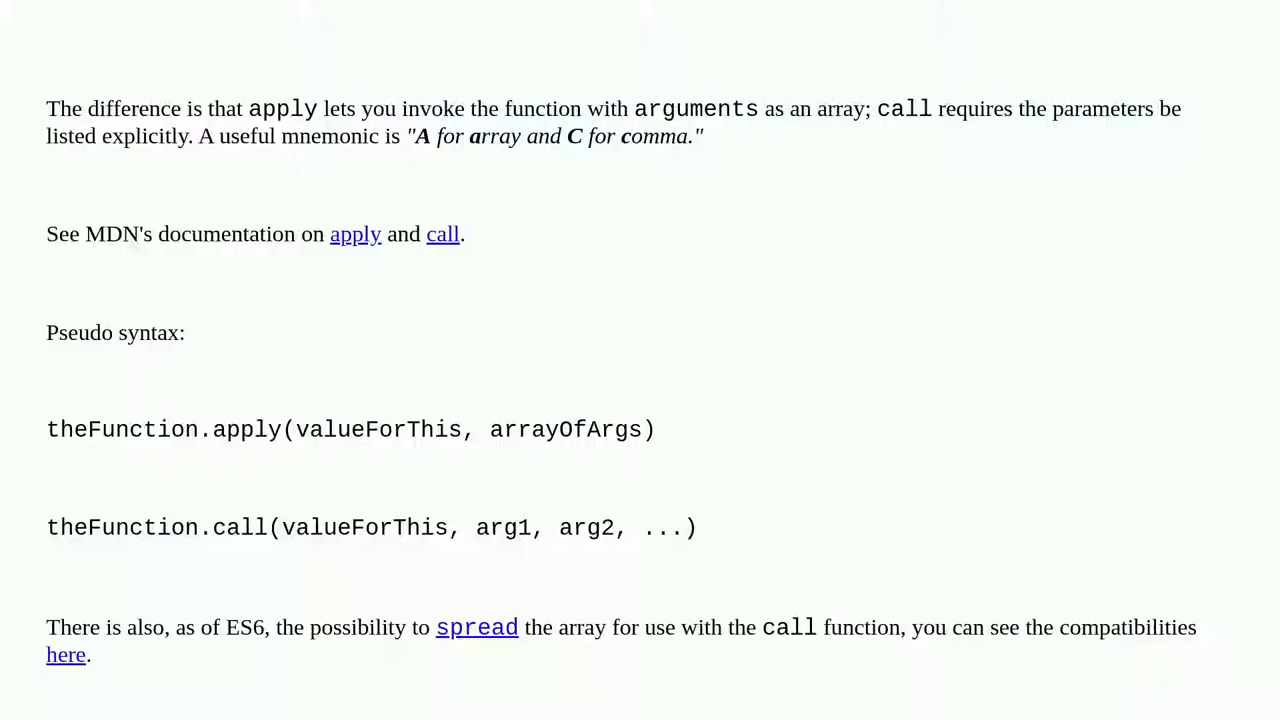 The difference is that apply lets you invoke the function with arguments as an array; call requires the parameters be
listed explicitly. A useful mnemonic is "A for array and C for comma."
See MDN's documentation on apply and call.
Pseudo syntax:
theFunction.apply(valueForThis, arrayOfArgs)
theFunction.call(valueForThis, arg1, arg2, ...)
There is also, as of ES6, the possibility to spread the array for use with the call function, you can see the compatibilities
here.